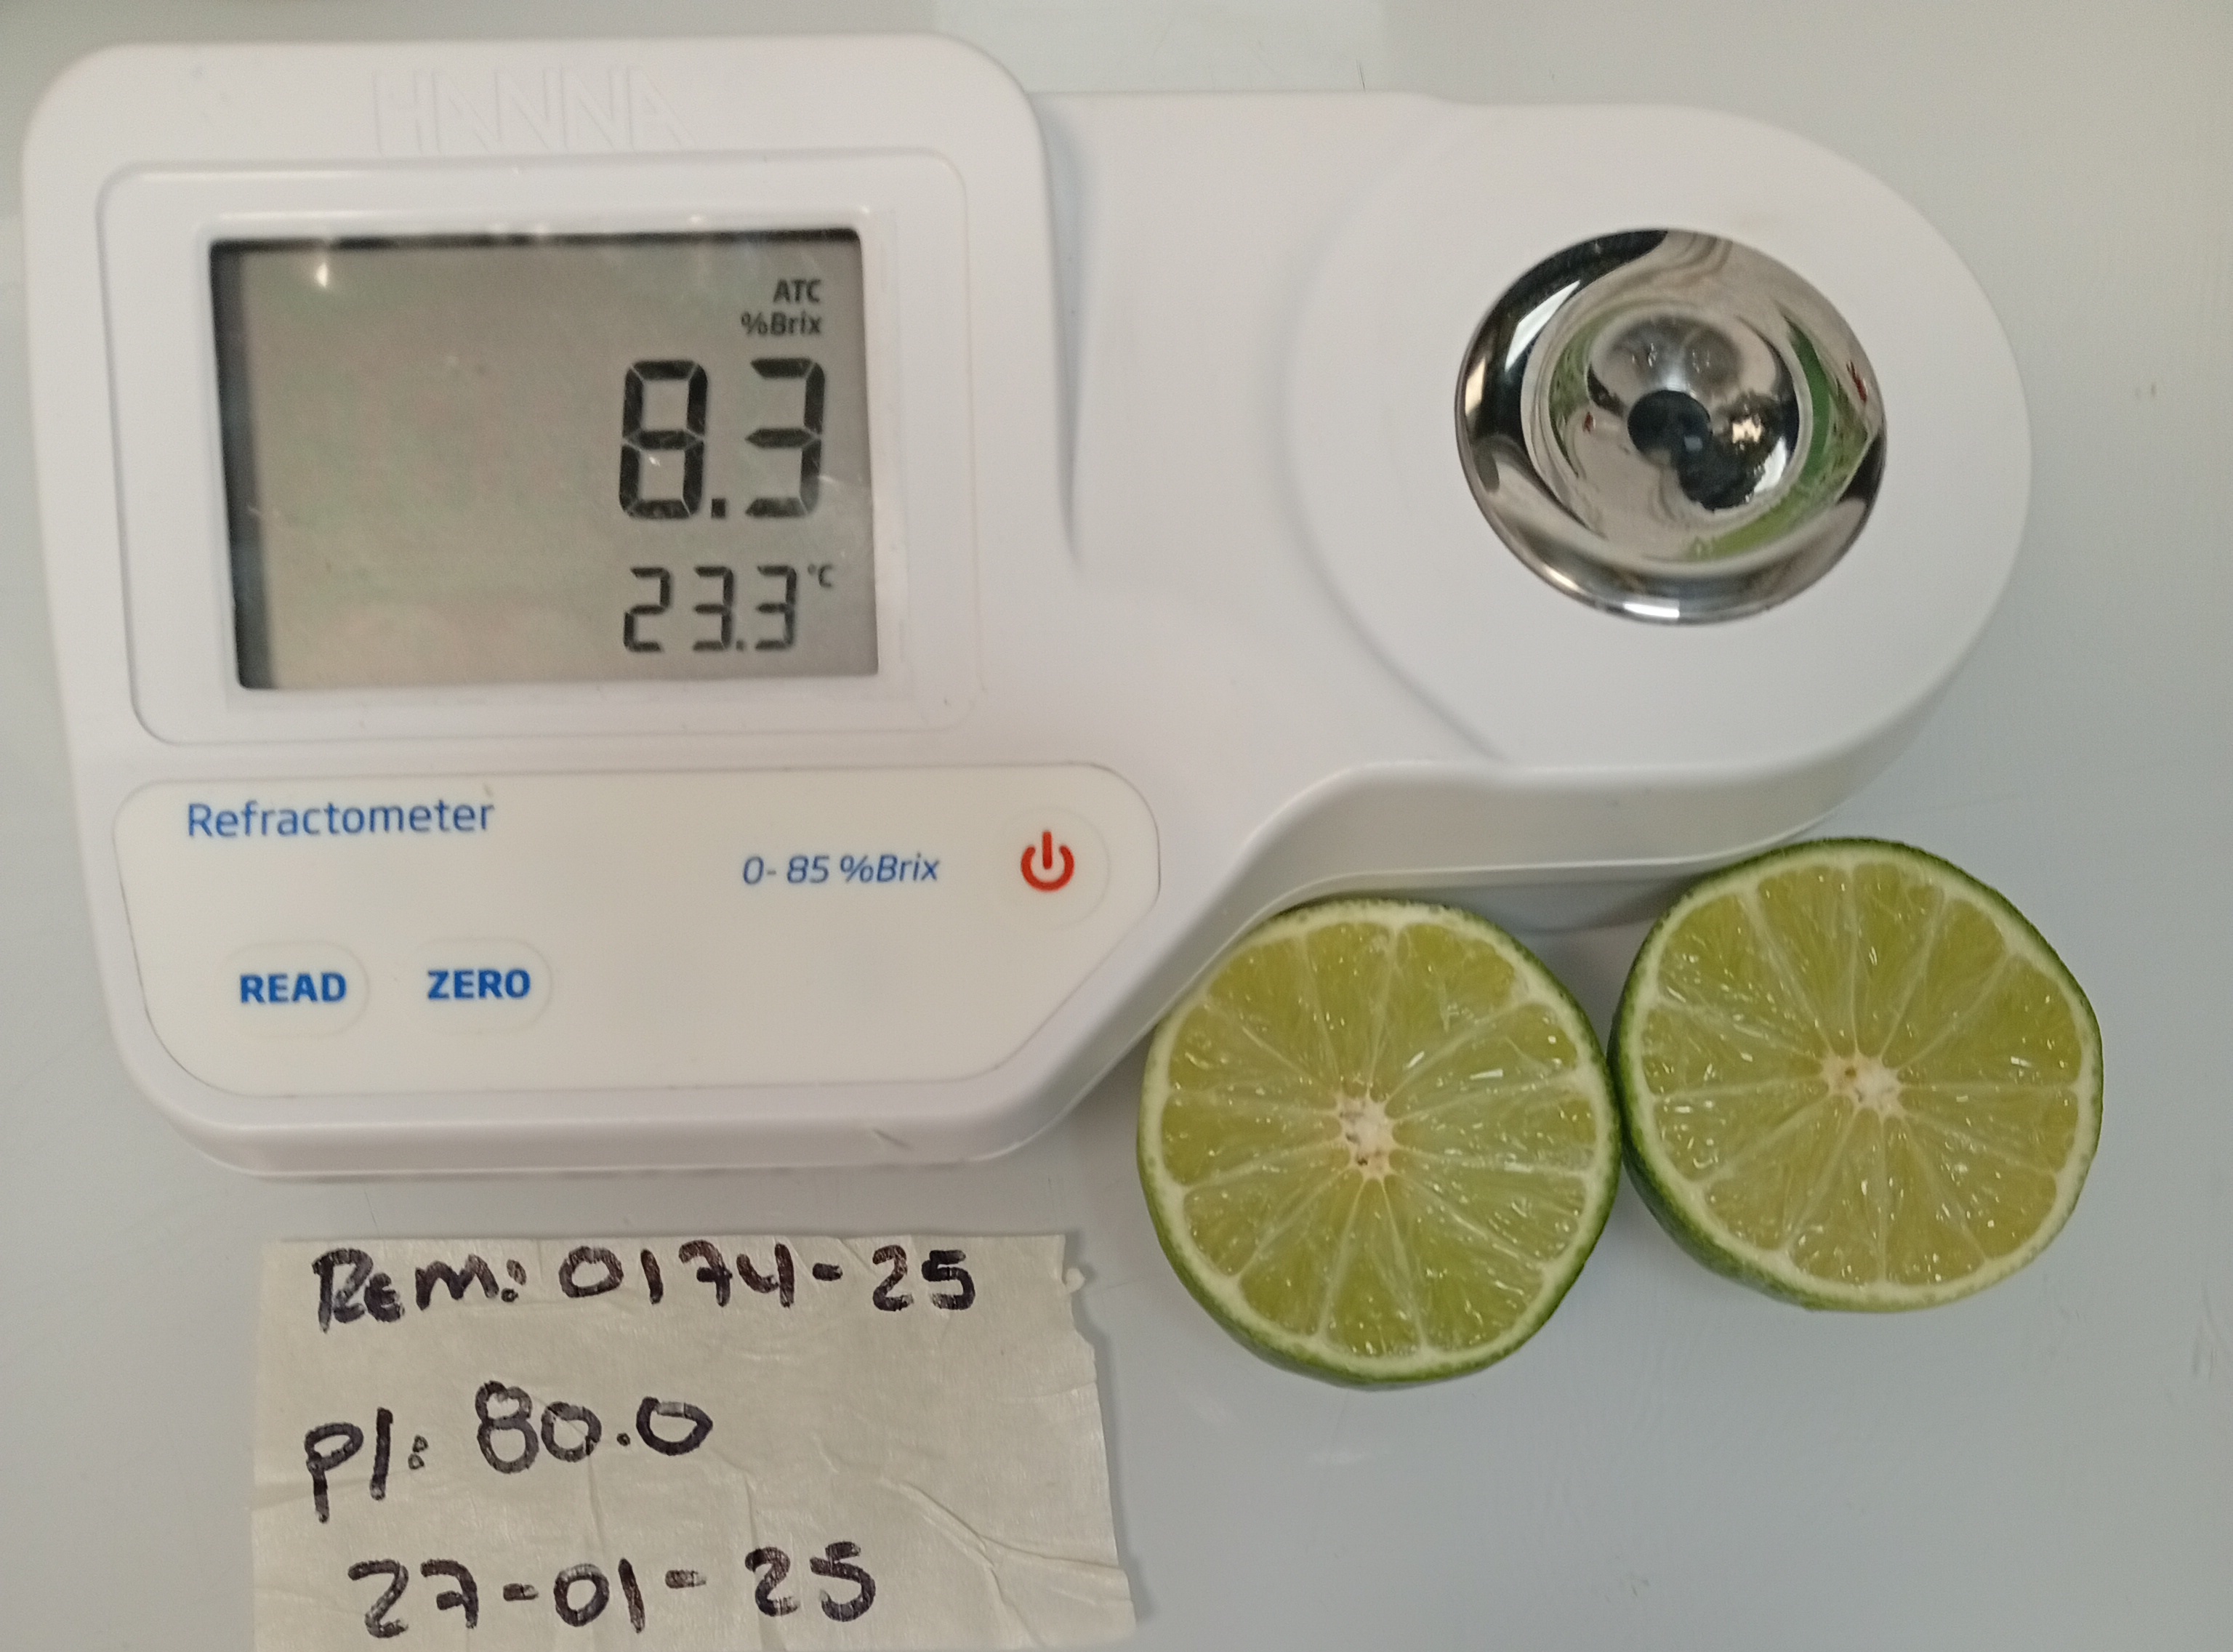 HANNA
ATC
%Brix
8.3
23.3°C
Refractometer
0-85 %Brix
READ ZERO
Rem: 0174-25
PI: 80.0
27-01-25